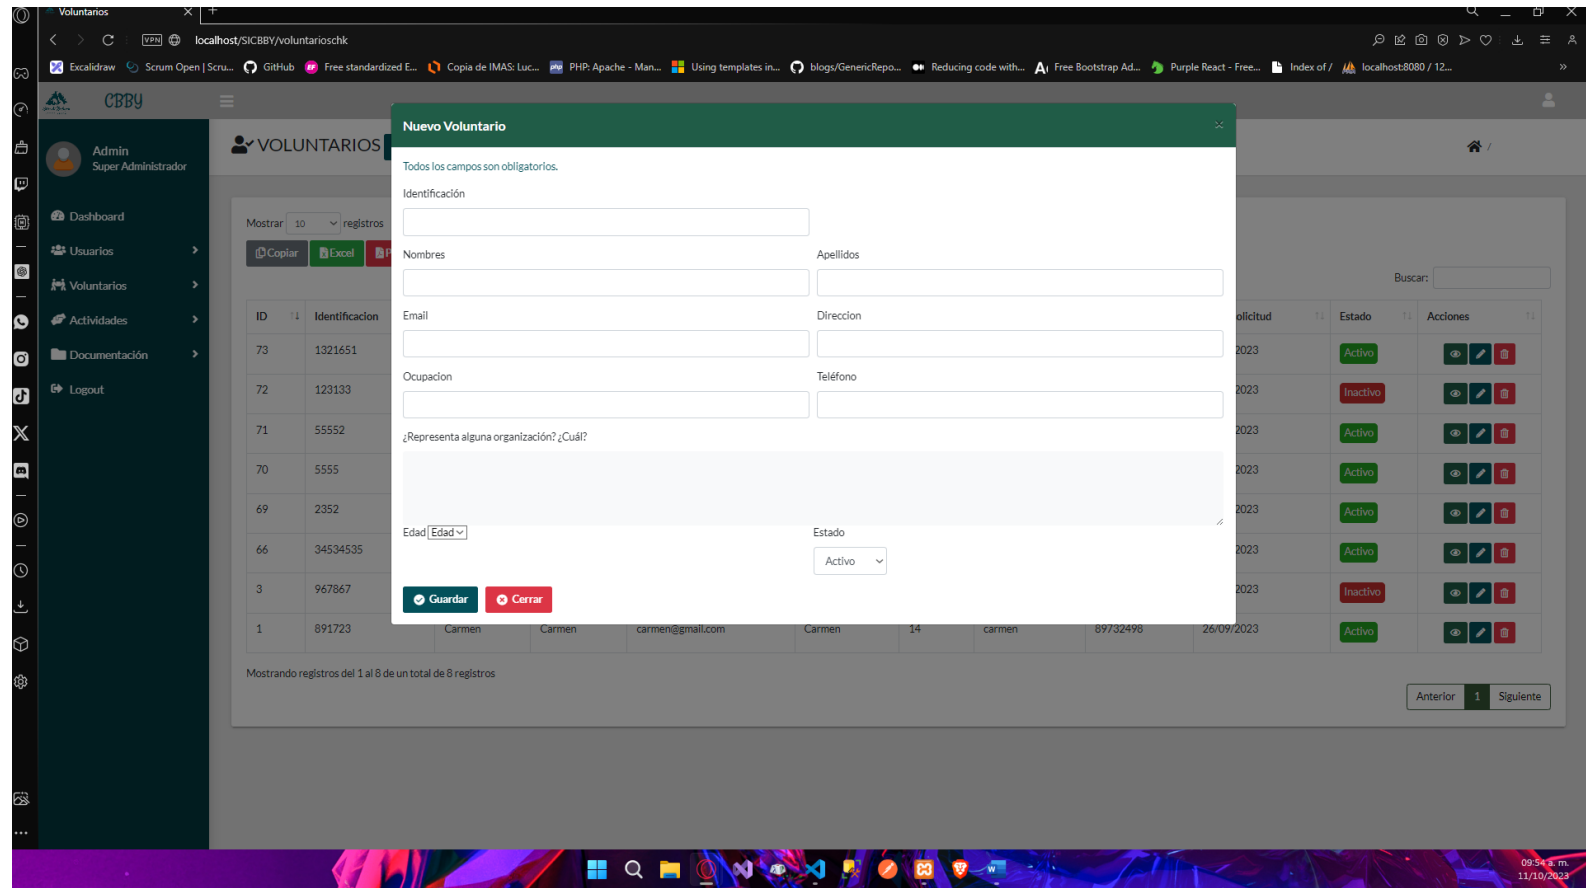 Voluntarios
VPN
localhost/SICBBY/voluntarioschk
Excalidraw
Scrum Open | Scru...
GitHub
Free standardized E...
Copia de IMAS: Luc...
PHP: Apache - Man...
Using templates in...
blogs/GenericRepo...
Reducing code with...
Free Bootstrap Ad...
Purple React - Free...
Index of /
localhost:8080 / 12...
CBBY
Admin
Super Administrador
Dashboard
Usuarios
Voluntarios
Actividades
Documentación
Logout
VOLUNTARIOS
/
Mostrar 10 registros
Copiar
Excel
Buscar:
Nuevo Voluntario
Todos los campos son obligatorios.
Identificación
Nombres
Apellidos
Email
Direccion
Ocupacion
Teléfono
¿Representa alguna organización? ¿Cuál?
Edad Edad
Estado
Activo
Guardar
Cerrar
ID Identificacion olicitud Estado Acciones
73 1321651 2023 Activo
72 123133 2023 Inactivo
71 55552 2023 Activo
70 5555 2023 Activo
69 2352 2023 Activo
66 34534535 2023 Activo
3 967867 2023 Inactivo
1 891723 Carmen Carmen carmen@gmail.com Carmen 14 carmen 89732498 26/09/2023 Activo
Mostrando registros del 1 al 8 de un total de 8 registros
Anterior 1 Siguiente
09:54 a. m.
11/10/2023